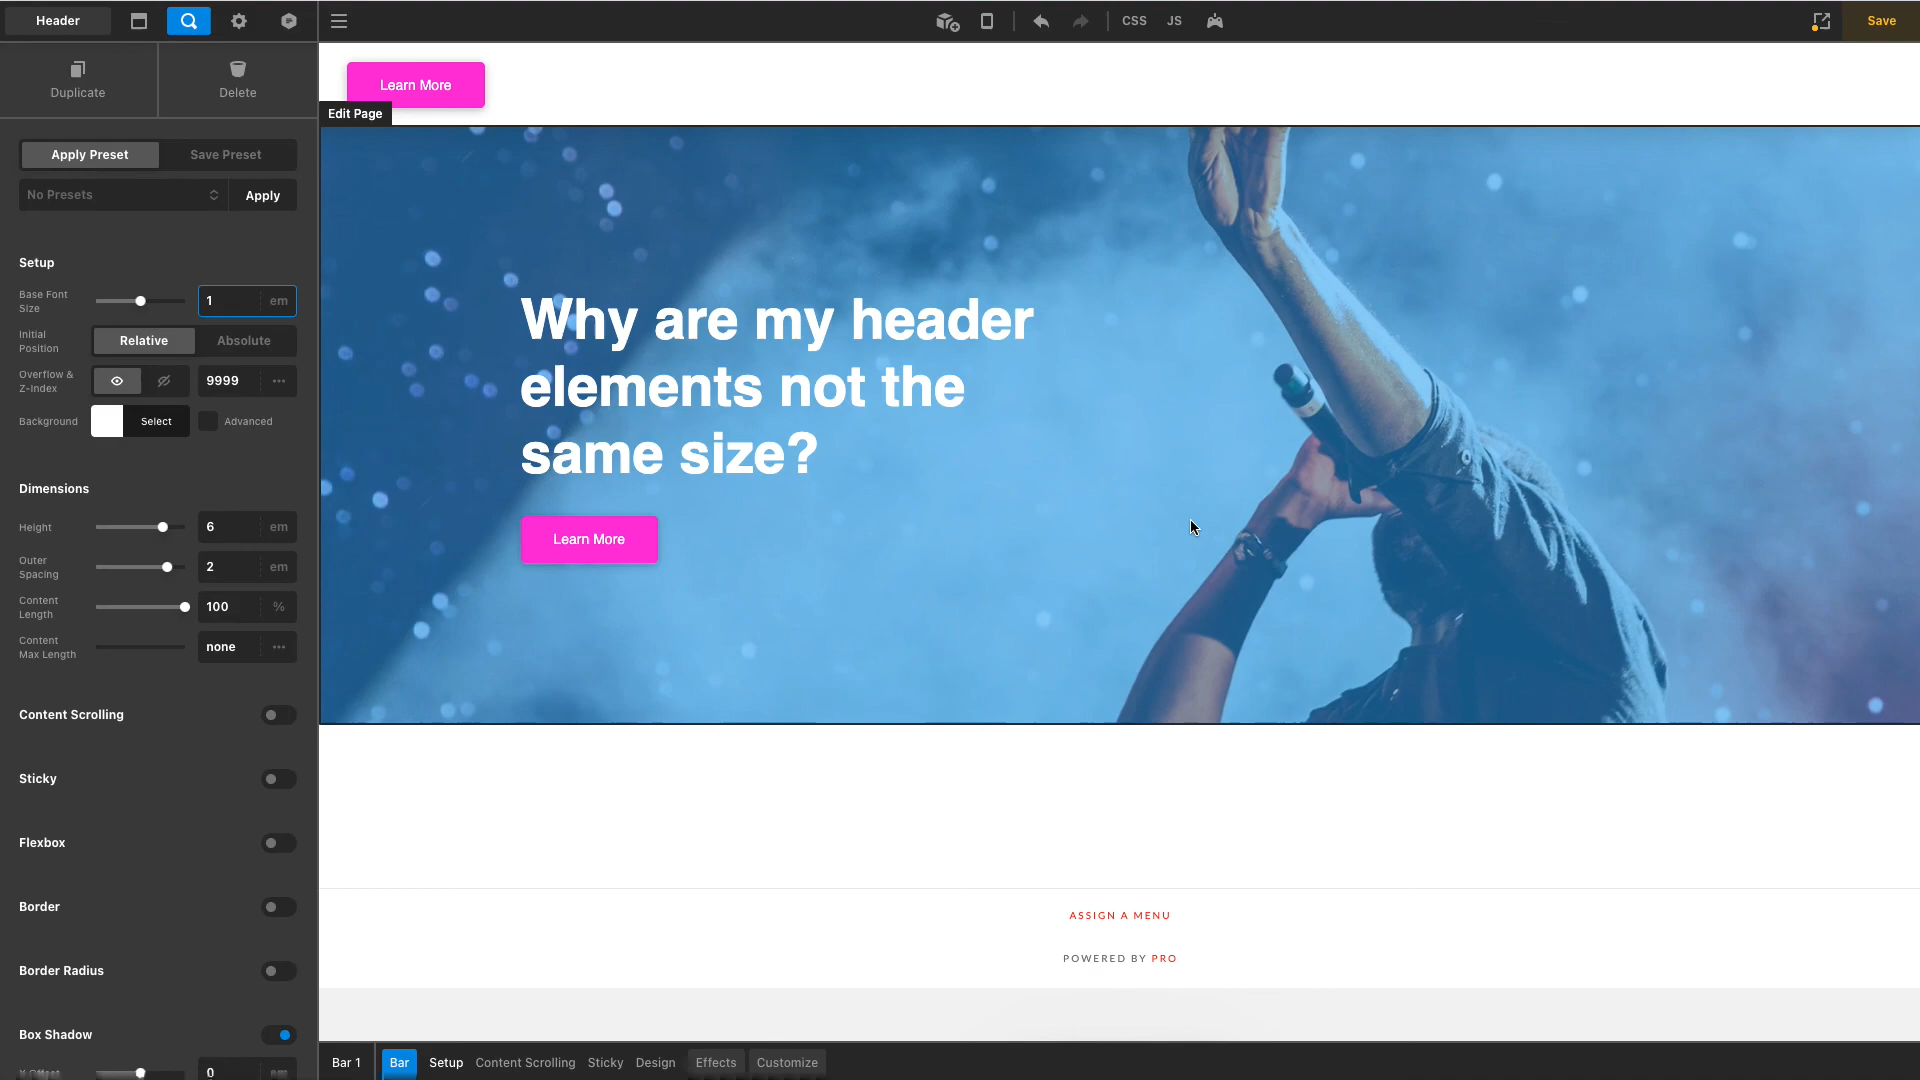 Header
CSS
JS
Save
Duplicate
Delete
Apply Preset
Save Preset
No Presets
Apply
Setup
Base Font
Size
1
em
Initial
Position
Relative
Absolute
Overflow &
Z-Index
9999
Background
Select
Advanced
Dimensions
Height
6
em
Outer
Spacing
2
em
Content
Length
100
%
Content
Max Length
none
Content Scrolling
Sticky
Flexbox
Border
Border Radius
Box Shadow
0
Learn More
Edit Page
Why are my header
elements not the
same size?
Learn More
ASSIGN A MENU
POWERED BY PRO
Bar 1
Bar
Setup
Content Scrolling
Sticky
Design
Effects
Customize